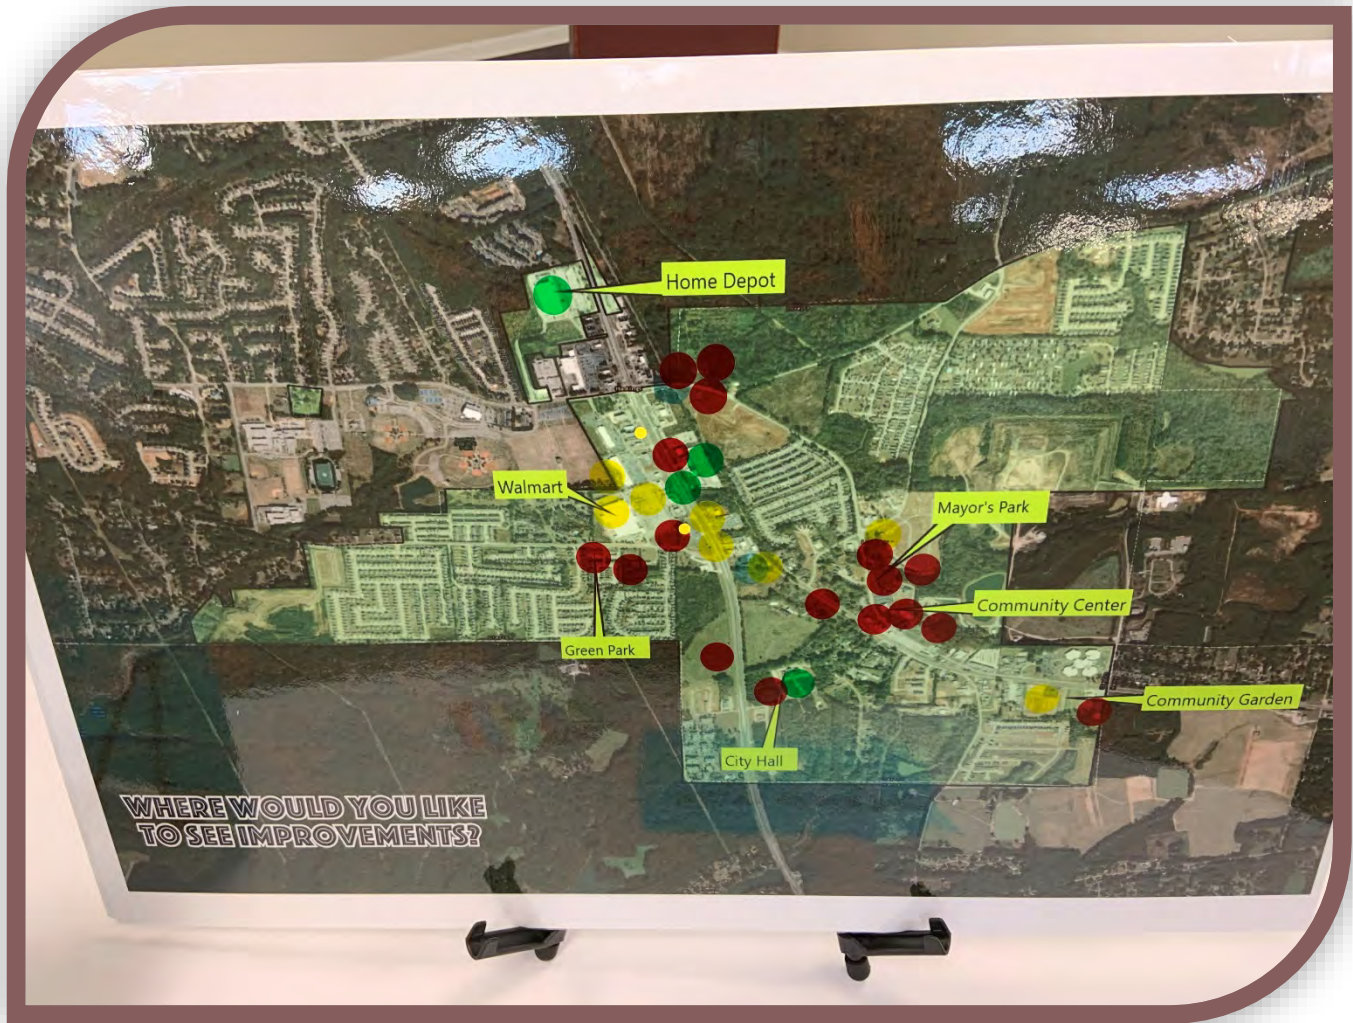 Home Depot
Walmart
Mayor's Park
Community Center
Green Park
Community Garden
City Hall
WHERE WOULD YOU LIKE
TO SEE IMPROVEMENTS?